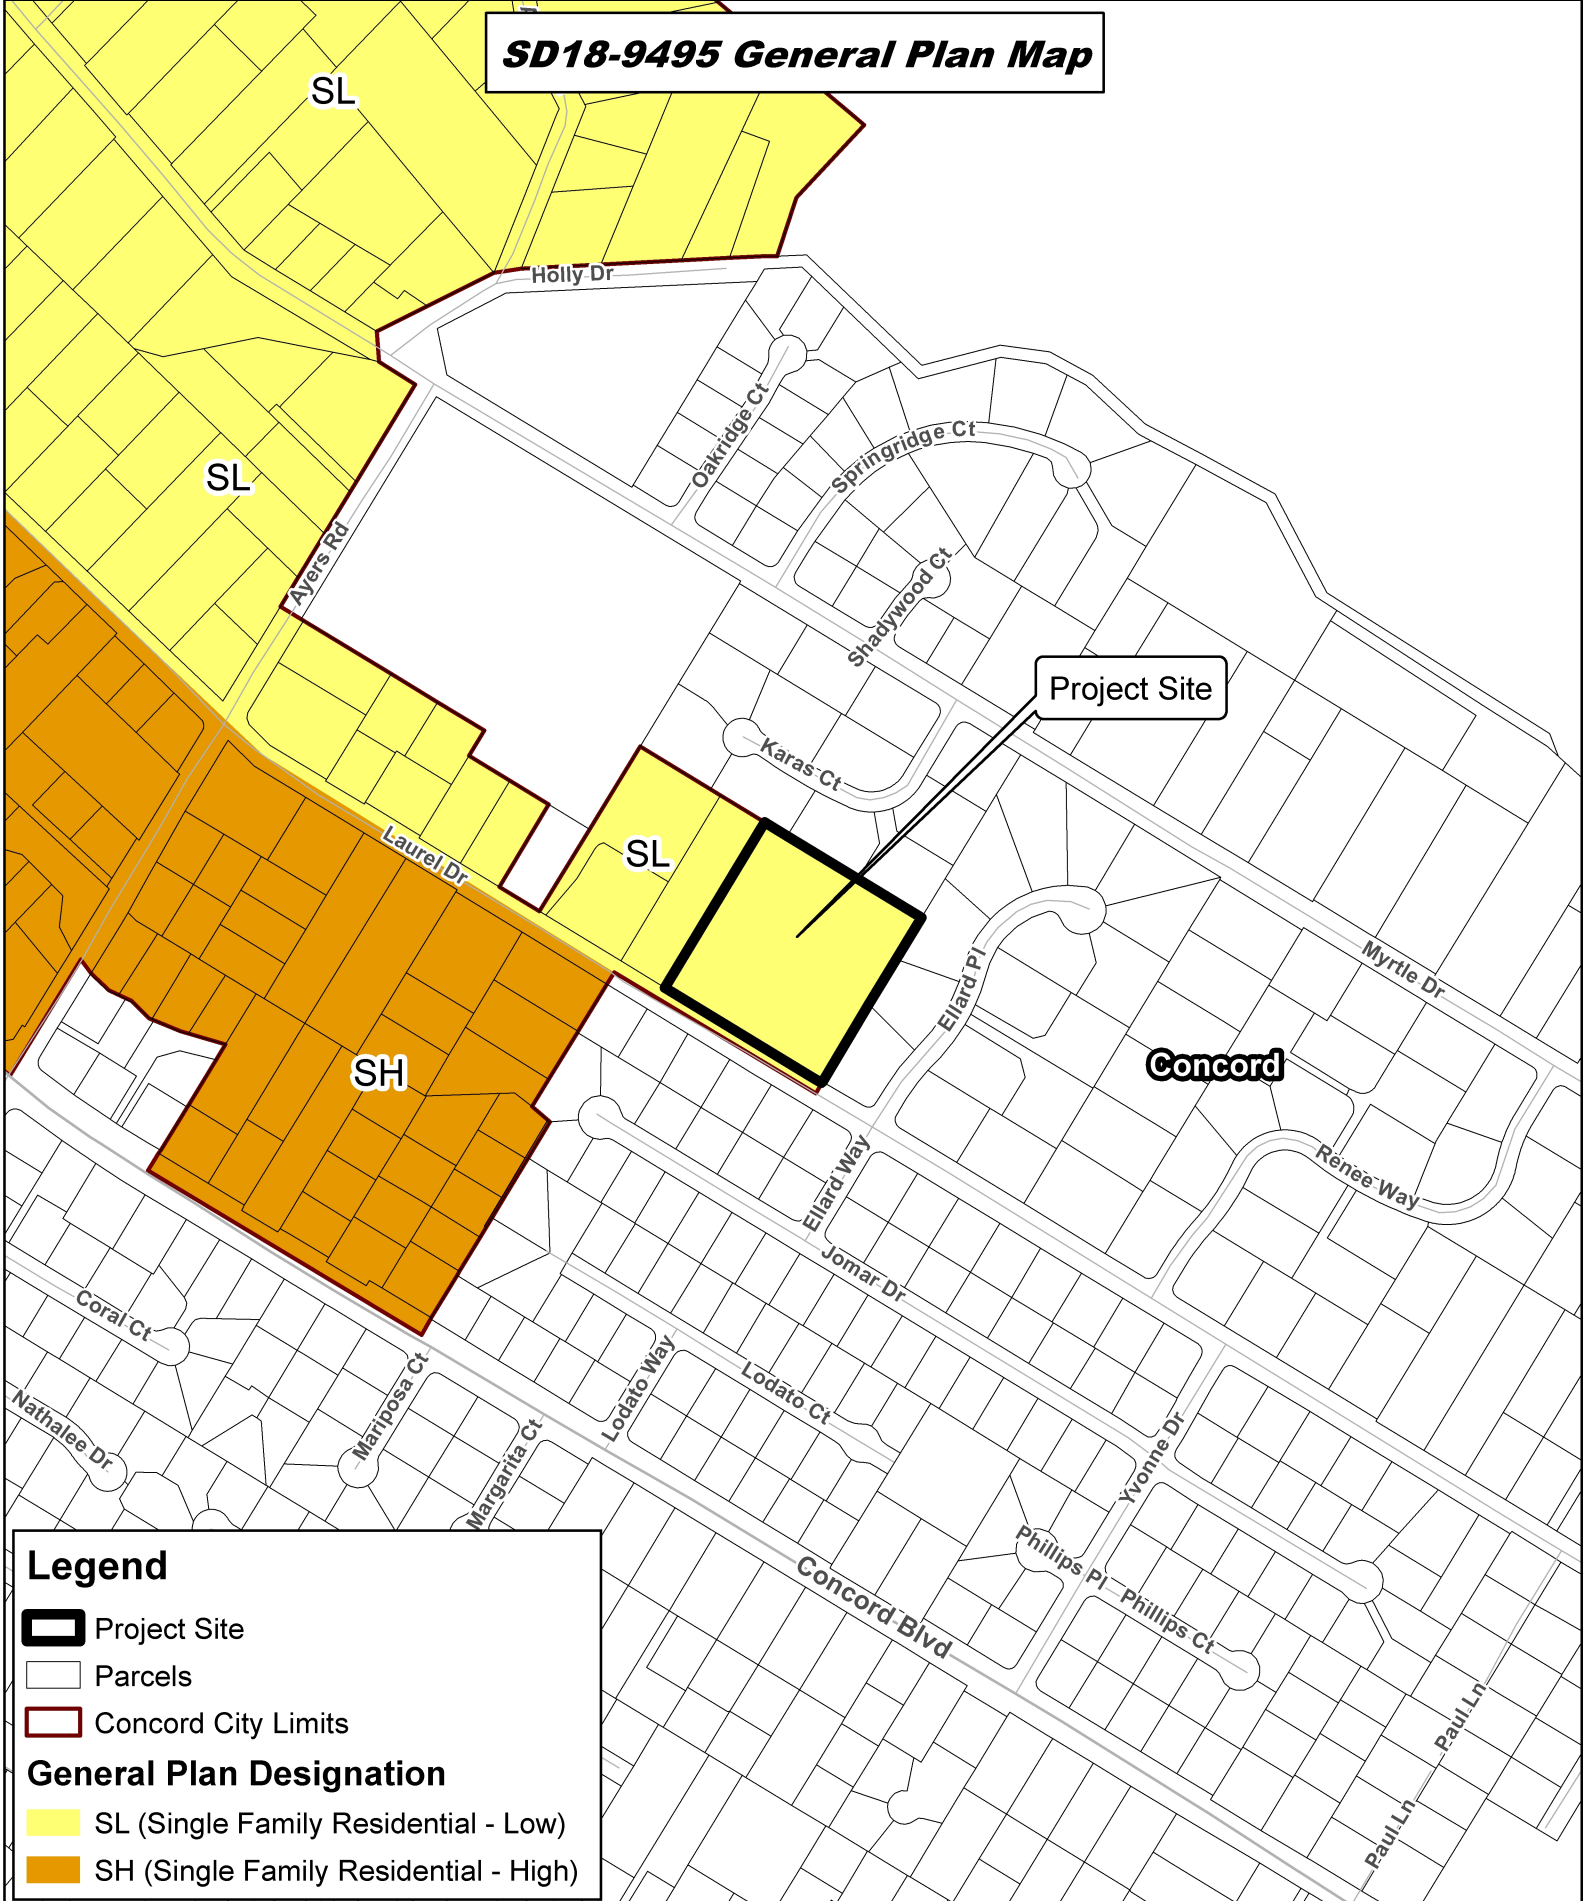 SD18-9495 General Plan Map
SL
Holly Dr
Oakridge Ct
Springridge Ct
SL
Ayers Rd
Shadywood Ct
Project Site
Karas Ct
Laurel Dr
SL
Ellard Pl
Myrtle Dr
Concord
SH
Ellard Way
Renee Way
Jomar Dr
Coral Ct
Mariposa Ct
Lodato Way
Lodato Ct
Nathalee Dr
Margarita Ct
Yvonne Dr
Phillips Pl
Phillips Ct
Concord Blvd
Paul Ln
Paul Ln
Legend
Project Site
Parcels
Concord City Limits
General Plan Designation
SL (Single Family Residential - Low)
SH (Single Family Residential - High)